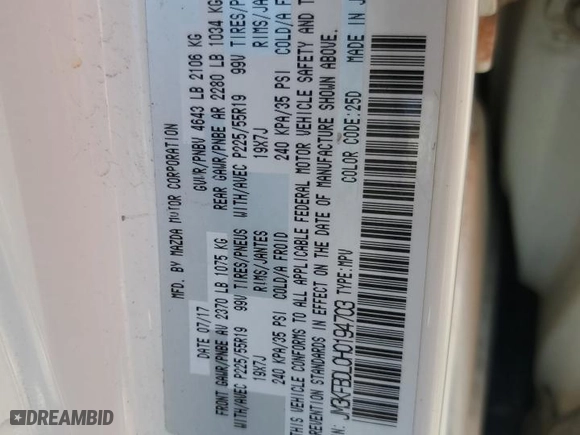 MFD. BY MAZDA MOTOR CORPORATION
DATE 07/17 GVWR/PNBV 4643 LB 2106 KG
FRONT GAWR/PNBE AV 2370 LB 1075 KG REAR GAWR/PNBE AR 2280 LB 1034 KG
WITH/AVEC P225/55R19 99V TIRES/PNEUS WITH/AVEC P225/55R19 99V TIRES/P
19X7J RIMS/JANTES 19X7J RIMS/JANTE
240 KPA/35 PSI COLD/A FROID 240 KPA/35 PSI COLD/A F
VEHICLE CONFORMS TO ALL APPLICABLE FEDERAL MOTOR VEHICLE SAFETY AND T
REVENTION STANDARDS IN EFFECT ON THE DATE OF MANUFACTURE SHOWN ABOVE.
N: JM3KFBDL0H0194703 TYPE:MPV COLOR CODE:25D MADE IN J
DREAMBID